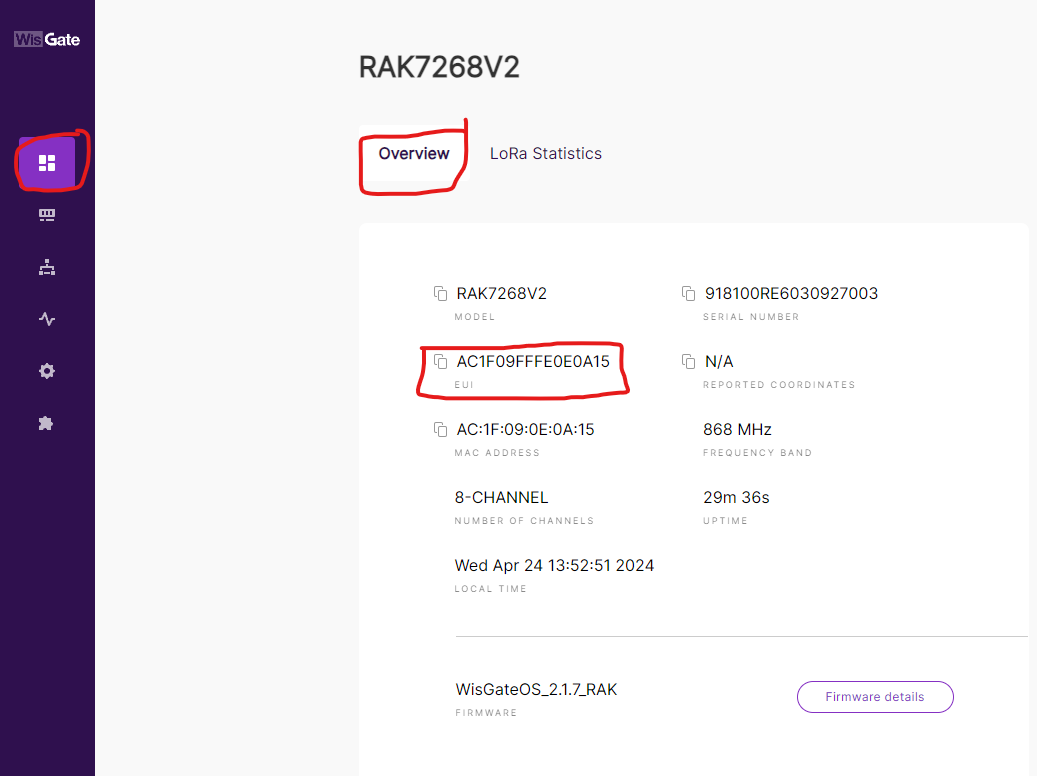 WisGate
RAK7268V2
Overview
LoRa Statistics
RAK7268V2
MODEL
918100RE6030927003
SERIAL NUMBER
AC1F09FFFE0E0A15
EUI
N/A
REPORTED COORDINATES
AC:1F:09:0E:0A:15
MAC ADDRESS
868 MHz
FREQUENCY BAND
8-CHANNEL
NUMBER OF CHANNELS
29m 36s
UPTIME
Wed Apr 24 13:52:51 2024
LOCAL TIME
WisGateOS_2.1.7_RAK
FIRMWARE
Firmware details